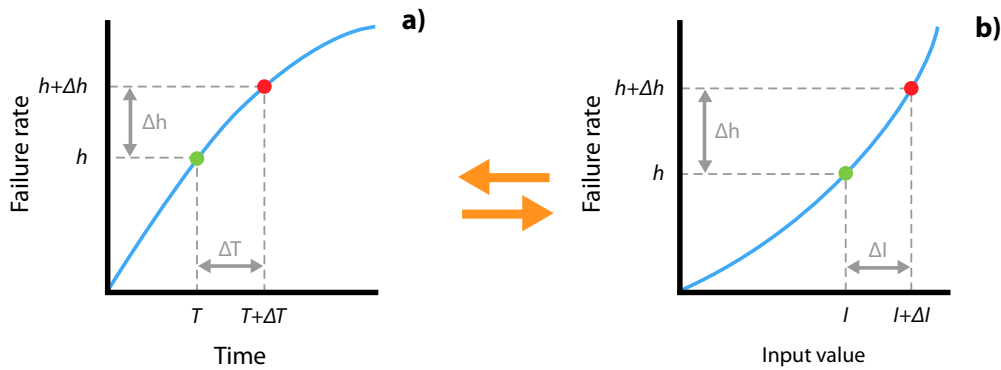 a)
Failure rate
h+Δh
Δh
h
ΔT
T
T+ΔT
Time
b)
Failure rate
h+Δh
Δh
h
ΔI
I
I+ΔI
Input value